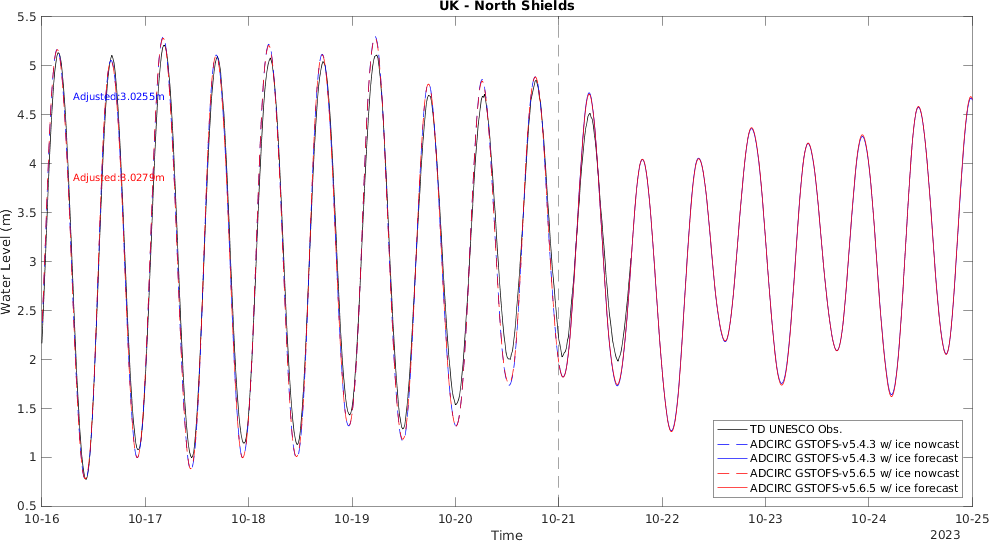 UK - North Shields
5.5
5
4.5
4
3.5
3
2.5
2
1.5
1
0.5
Water Level (m)
Adjusted:3.0255m
Adjusted:3.0279m
TD UNESCO Obs.
ADCIRC GSTOFS-v5.4.3 w/ ice nowcast
ADCIRC GSTOFS-v5.4.3 w/ ice forecast
ADCIRC GSTOFS-v5.6.5 w/ ice nowcast
ADCIRC GSTOFS-v5.6.5 w/ ice forecast
10-16 10-17 10-18 10-19 10-20 10-21 10-22 10-23 10-24 10-25
Time
2023